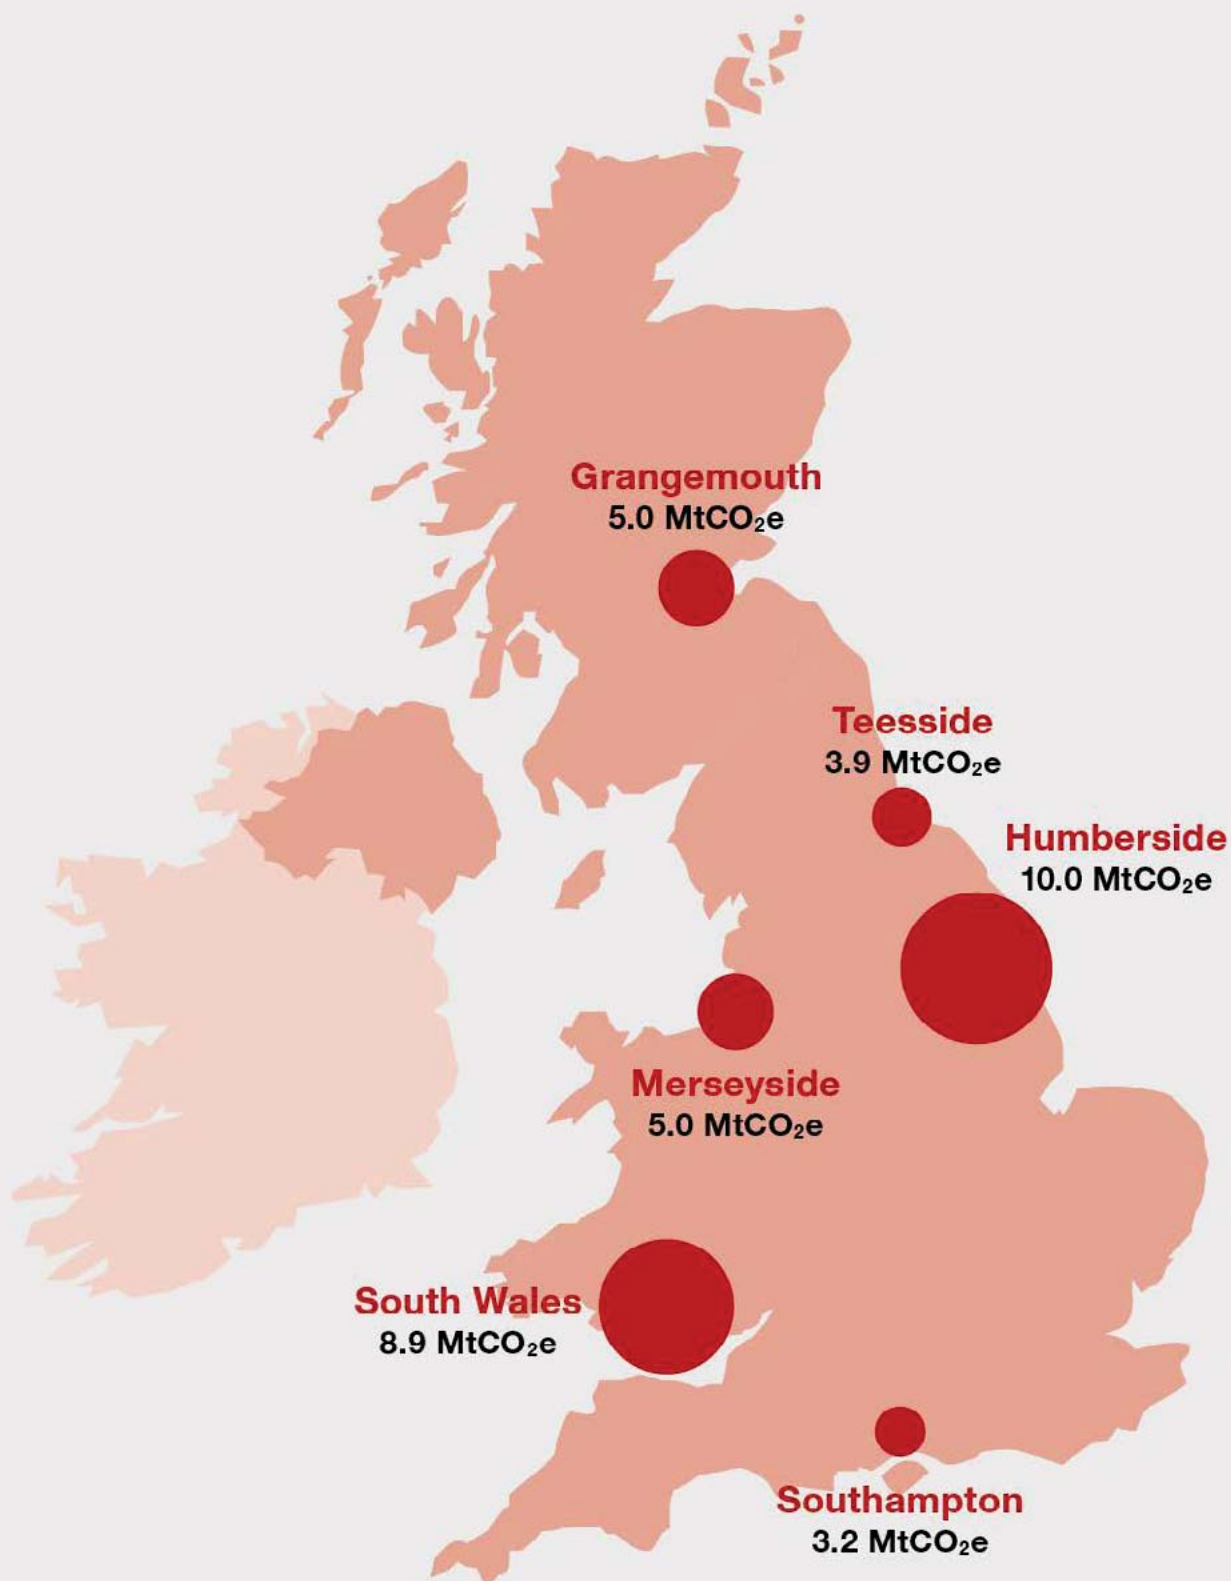 Grangemouth
5.0 MtCO₂e
Teesside
3.9 MtCO₂e
Humberside
10.0 MtCO₂e
Merseyside
5.0 MtCO₂e
South Wales
8.9 MtCO₂e
Southampton
3.2 MtCO₂e